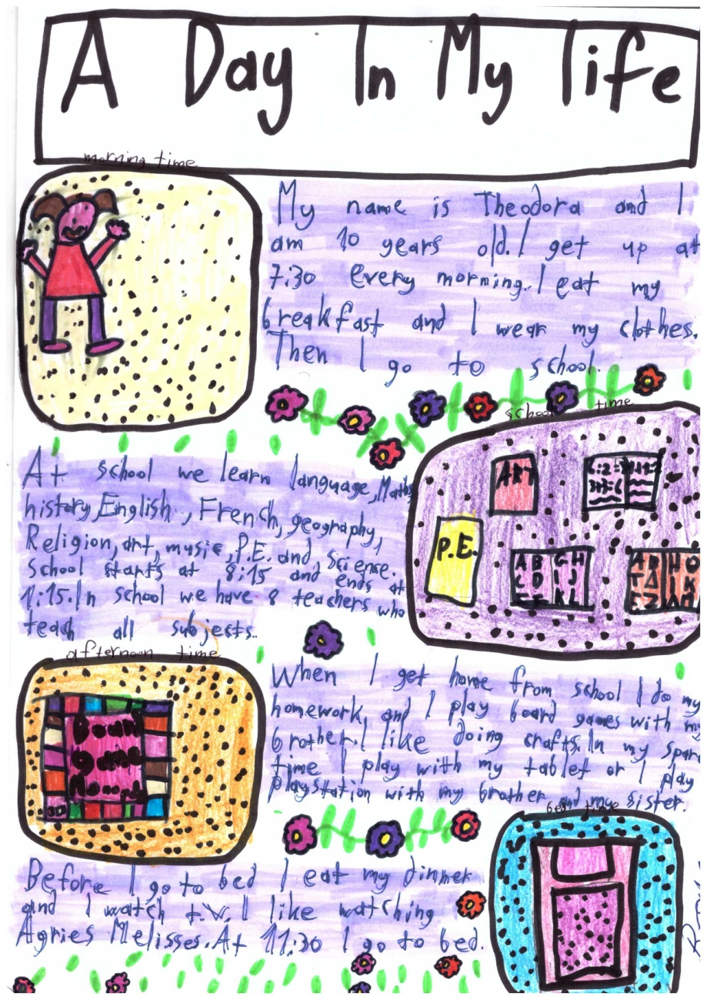 A Day In My life
morning time
My name is Theodora and I
am 10 years old. I get up at
7:30 every morning. I eat my
breakfast and I wear my clothes.
Then I go to school.
school time
ART
P.E.
At school we learn language, Maths
history, English, French, geography,
Religion, art, music, P.E. and science.
School starts at 8:15 and ends at
1:15. In school we have 8 teachers who
teach all subjects.
afternoon time
Board
game
When I get home from school I do my
homework and I play board games with my
brother. I like doing crafts. In my spar
time I play with my tablet or I play
playstation with my brother and my sister.
bed time
Before I go to bed I eat my dinner
and I watch t.v. I like watching
Agries Melisses. At 11:30 I go to bed.